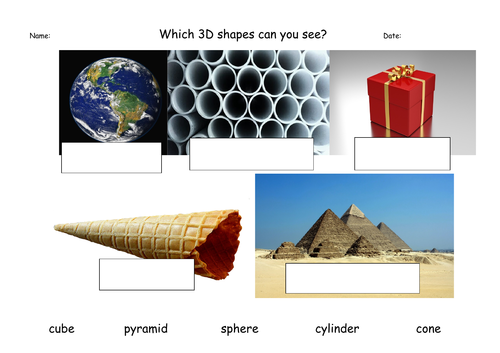 Name: Which 3D shapes can you see? Date:
cube pyramid sphere cylinder cone